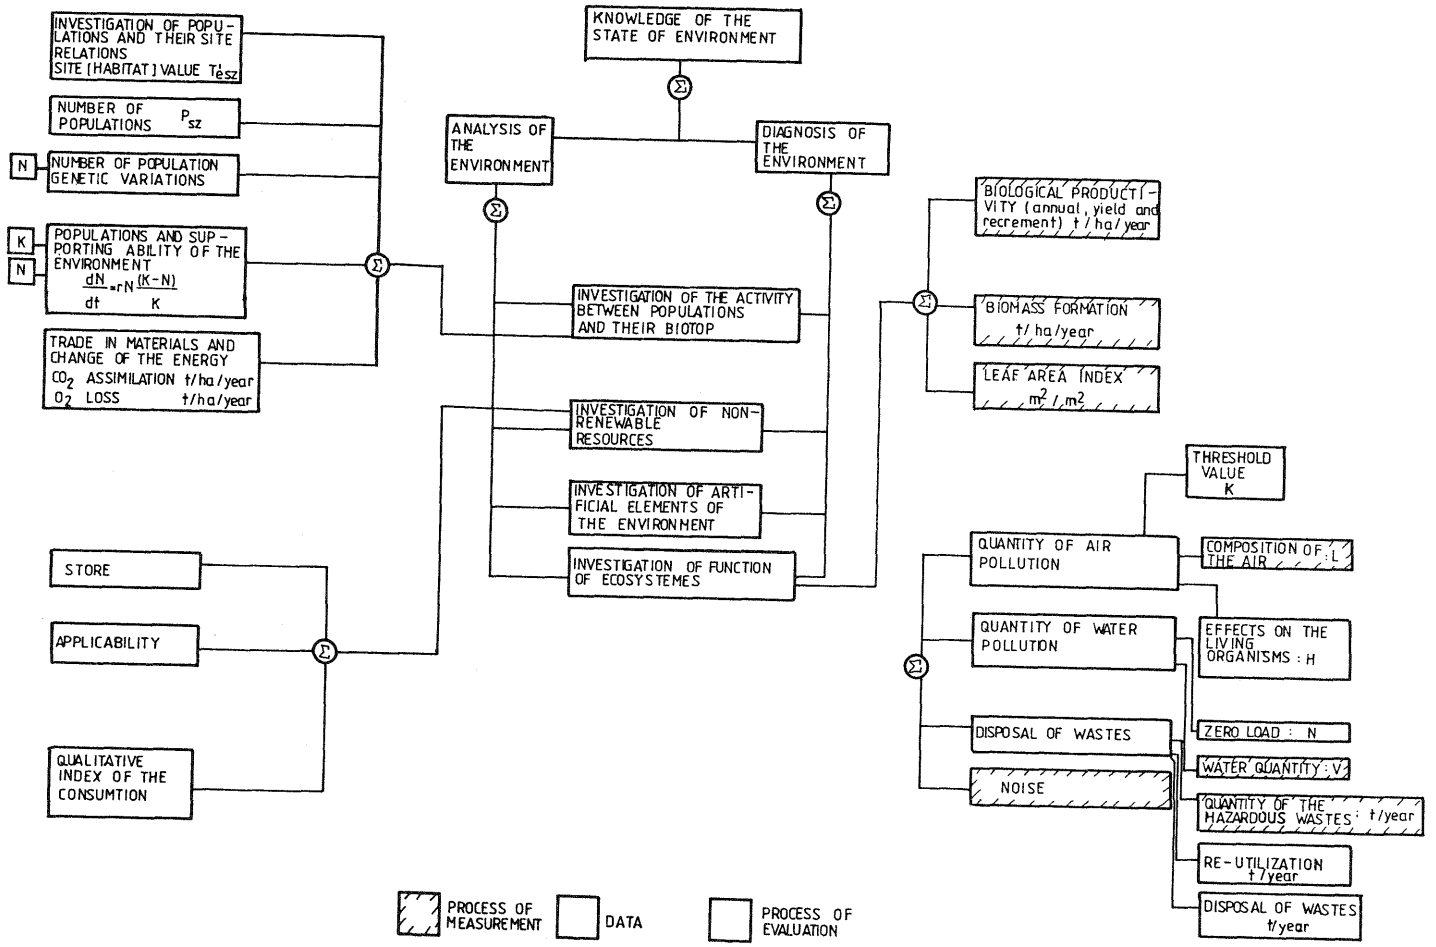 KNOWLEDGE OF THE
STATE OF ENVIRONMENT
Σ
ANALYSIS OF
THE
ENVIRONMENT
DIAGNOSIS OF
THE
ENVIRONMENT
Σ
Σ
INVESTIGATION OF POPU-
LATIONS AND THEIR SITE
RELATIONS
SITE [HABITAT] VALUE T'ész
NUMBER OF
POPULATIONS Psz
N
NUMBER OF POPULATION
GENETIC VARIATIONS
K
N
POPULATIONS AND SUP-
PORTING ABILITY OF THE
ENVIRONMENT
dN/dt = rN (K-N)/K
TRADE IN MATERIALS AND
CHANGE OF THE ENERGY
CO2 ASSIMILATION t/ha/year
O2 LOSS t/ha/year
Σ
INVESTIGATION OF THE ACTIVITY
BETWEEN POPULATIONS
AND THEIR BIOTOP
INVESTIGATION OF NON-
RENEWABLE
RESOURCES
INVESTIGATION OF ARTI-
FICIAL ELEMENTS OF
THE ENVIRONMENT
INVESTIGATION OF FUNCTION
OF ECOSYSTEMES
STORE
APPLICABILITY
QUALITATIVE
INDEX OF THE
CONSUMTION
Σ
BIOLOGICAL PRODUCTI-
VITY (annual, yield and
recrement) t/ha/year
BIOMASS FORMATION
t/ha/year
LEAF AREA INDEX
m²/m²
Σ
THRESHOLD
VALUE
K
QUANTITY OF AIR
POLLUTION
COMPOSITION OF :L
THE AIR
QUANTITY OF WATER
POLLUTION
EFFECTS ON THE
LIVING
ORGANISMS : H
Σ
DISPOSAL OF WASTES
ZERO LOAD : N
WATER QUANTITY : V
NOISE
QUANTITY OF THE
HAZARDOUS WASTES : t/year
RE-UTILIZATION
t/year
DISPOSAL OF WASTES
t/year
PROCESS OF
MEASUREMENT
DATA
PROCESS OF
EVALUATION